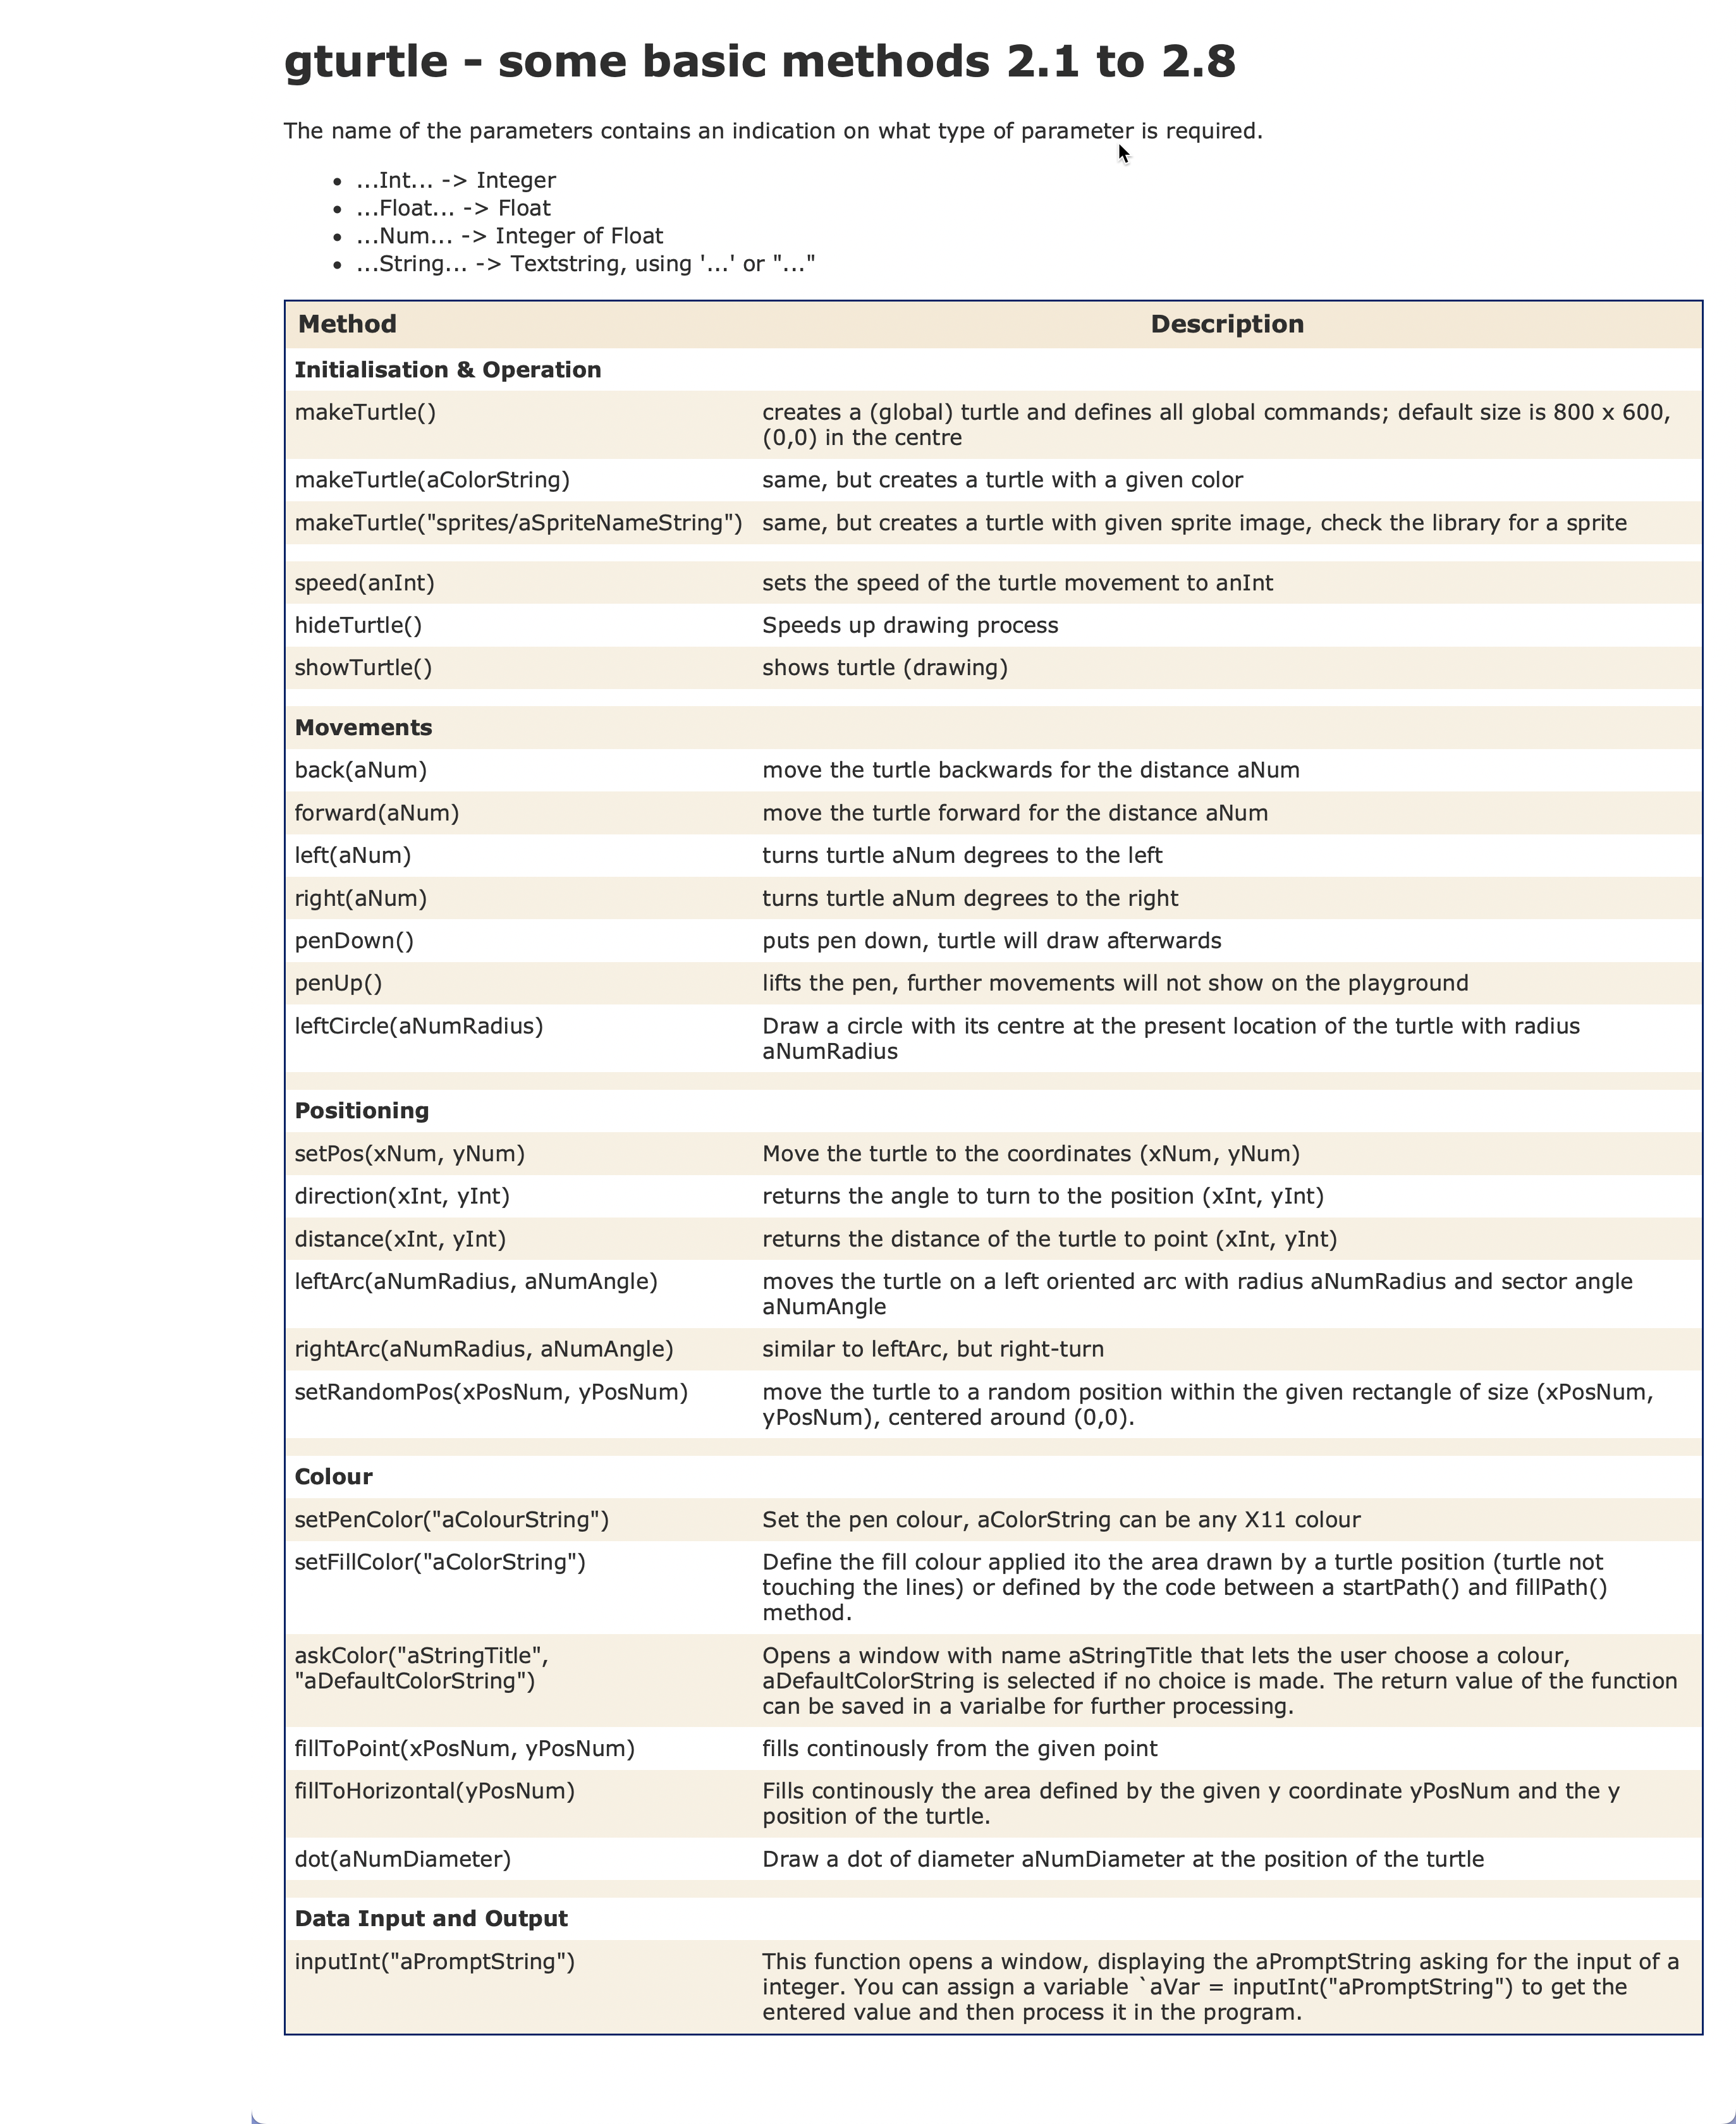 gturtle - some basic methods 2.1 to 2.8
The name of the parameters contains an indication on what type of parameter is required.
• ...Int... -> Integer
• ...Float... -> Float
• ...Num... -> Integer of Float
• ...String... -> Textstring, using '...' or "..."
Method Description
Initialisation & Operation
makeTurtle() creates a (global) turtle and defines all global commands; default size is 800 x 600,
(0,0) in the centre
makeTurtle(aColorString) same, but creates a turtle with a given color
makeTurtle("sprites/aSpriteNameString") same, but creates a turtle with given sprite image, check the library for a sprite
speed(anInt) sets the speed of the turtle movement to anInt
hideTurtle() Speeds up drawing process
showTurtle() shows turtle (drawing)
Movements
back(aNum) move the turtle backwards for the distance aNum
forward(aNum) move the turtle forward for the distance aNum
left(aNum) turns turtle aNum degrees to the left
right(aNum) turns turtle aNum degrees to the right
penDown() puts pen down, turtle will draw afterwards
penUp() lifts the pen, further movements will not show on the playground
leftCircle(aNumRadius) Draw a circle with its centre at the present location of the turtle with radius
aNumRadius
Positioning
setPos(xNum, yNum) Move the turtle to the coordinates (xNum, yNum)
direction(xInt, yInt) returns the angle to turn to the position (xInt, yInt)
distance(xInt, yInt) returns the distance of the turtle to point (xInt, yInt)
leftArc(aNumRadius, aNumAngle) moves the turtle on a left oriented arc with radius aNumRadius and sector angle
aNumAngle
rightArc(aNumRadius, aNumAngle) similar to leftArc, but right-turn
setRandomPos(xPosNum, yPosNum) move the turtle to a random position within the given rectangle of size (xPosNum,
yPosNum), centered around (0,0).
Colour
setPenColor("aColourString") Set the pen colour, aColorString can be any X11 colour
setFillColor("aColorString") Define the fill colour applied ito the area drawn by a turtle position (turtle not
touching the lines) or defined by the code between a startPath() and fillPath()
method.
askColor("aStringTitle", Opens a window with name aStringTitle that lets the user choose a colour,
"aDefaultColorString") aDefaultColorString is selected if no choice is made. The return value of the function
can be saved in a varialbe for further processing.
fillToPoint(xPosNum, yPosNum) fills continously from the given point
fillToHorizontal(yPosNum) Fills continously the area defined by the given y coordinate yPosNum and the y
position of the turtle.
dot(aNumDiameter) Draw a dot of diameter aNumDiameter at the position of the turtle
Data Input and Output
inputInt("aPromptString") This function opens a window, displaying the aPromptString asking for the input of a
integer. You can assign a variable `aVar = inputInt("aPromptString") to get the
entered value and then process it in the program.